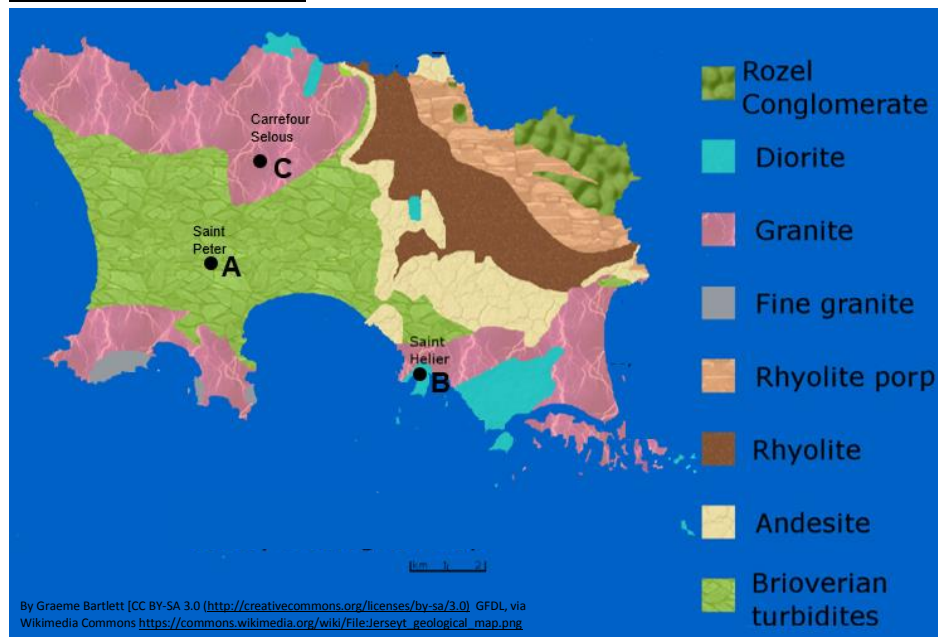 Carrefour
Selous
C
Saint
Peter
A
Saint
Helier
B
Rozel
Conglomerate
Diorite
Granite
Fine granite
Rhyolite porp
Rhyolite
Andesite
Brioverian
turbidites
km 1 2
By Graeme Bartlett [CC BY-SA 3.0 (http://creativecommons.org/licenses/by-sa/3.0) GFDL, via
Wikimedia Commons https://commons.wikimedia.org/wiki/File:Jerseyt_geological_map.png